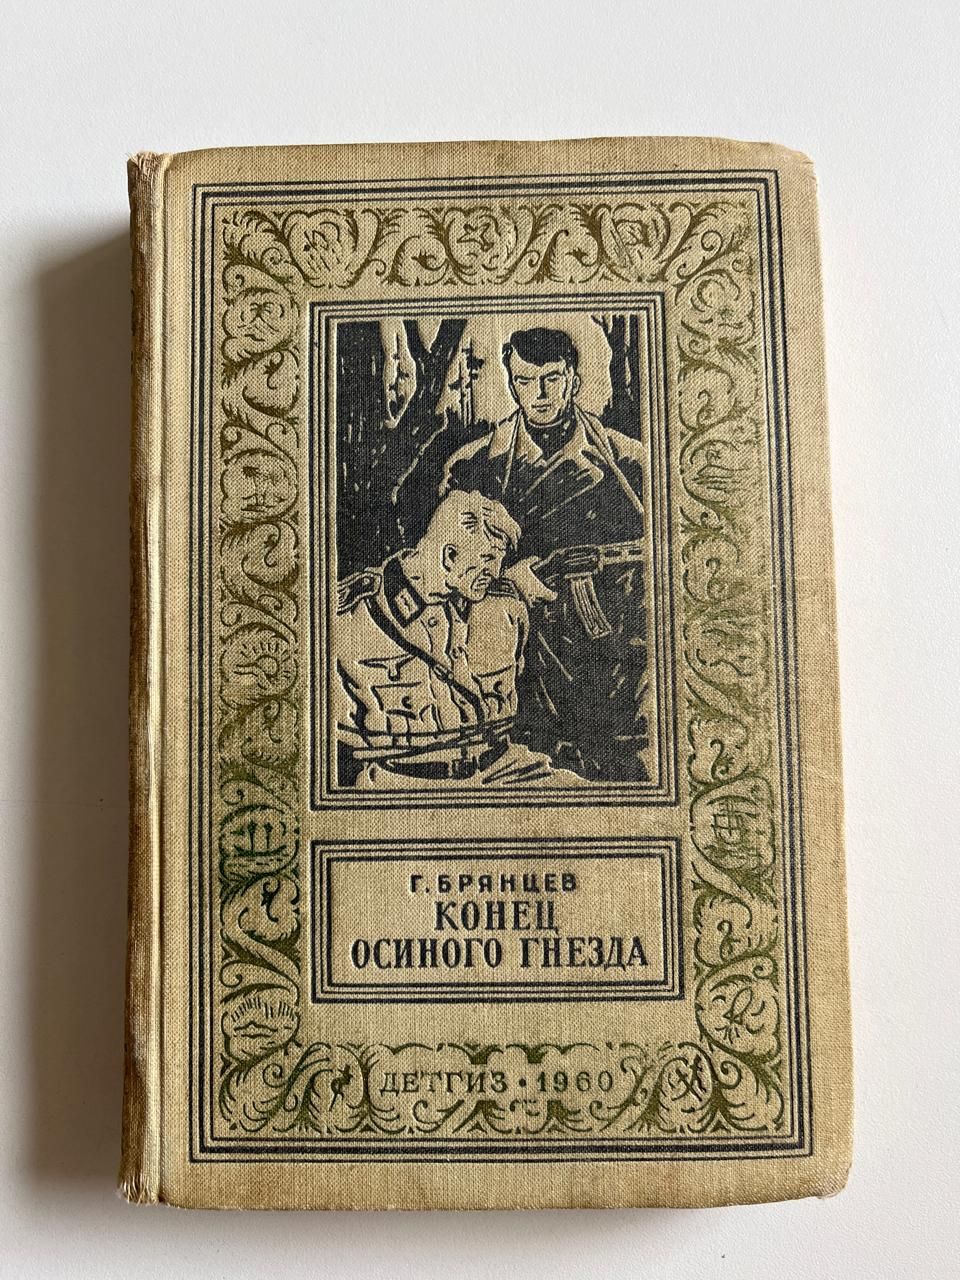 Г. БРЯНЦЕВ
КОНЕЦ
ОСИНОГО ГНЕЗДА
ДЕТГИЗ • 1960